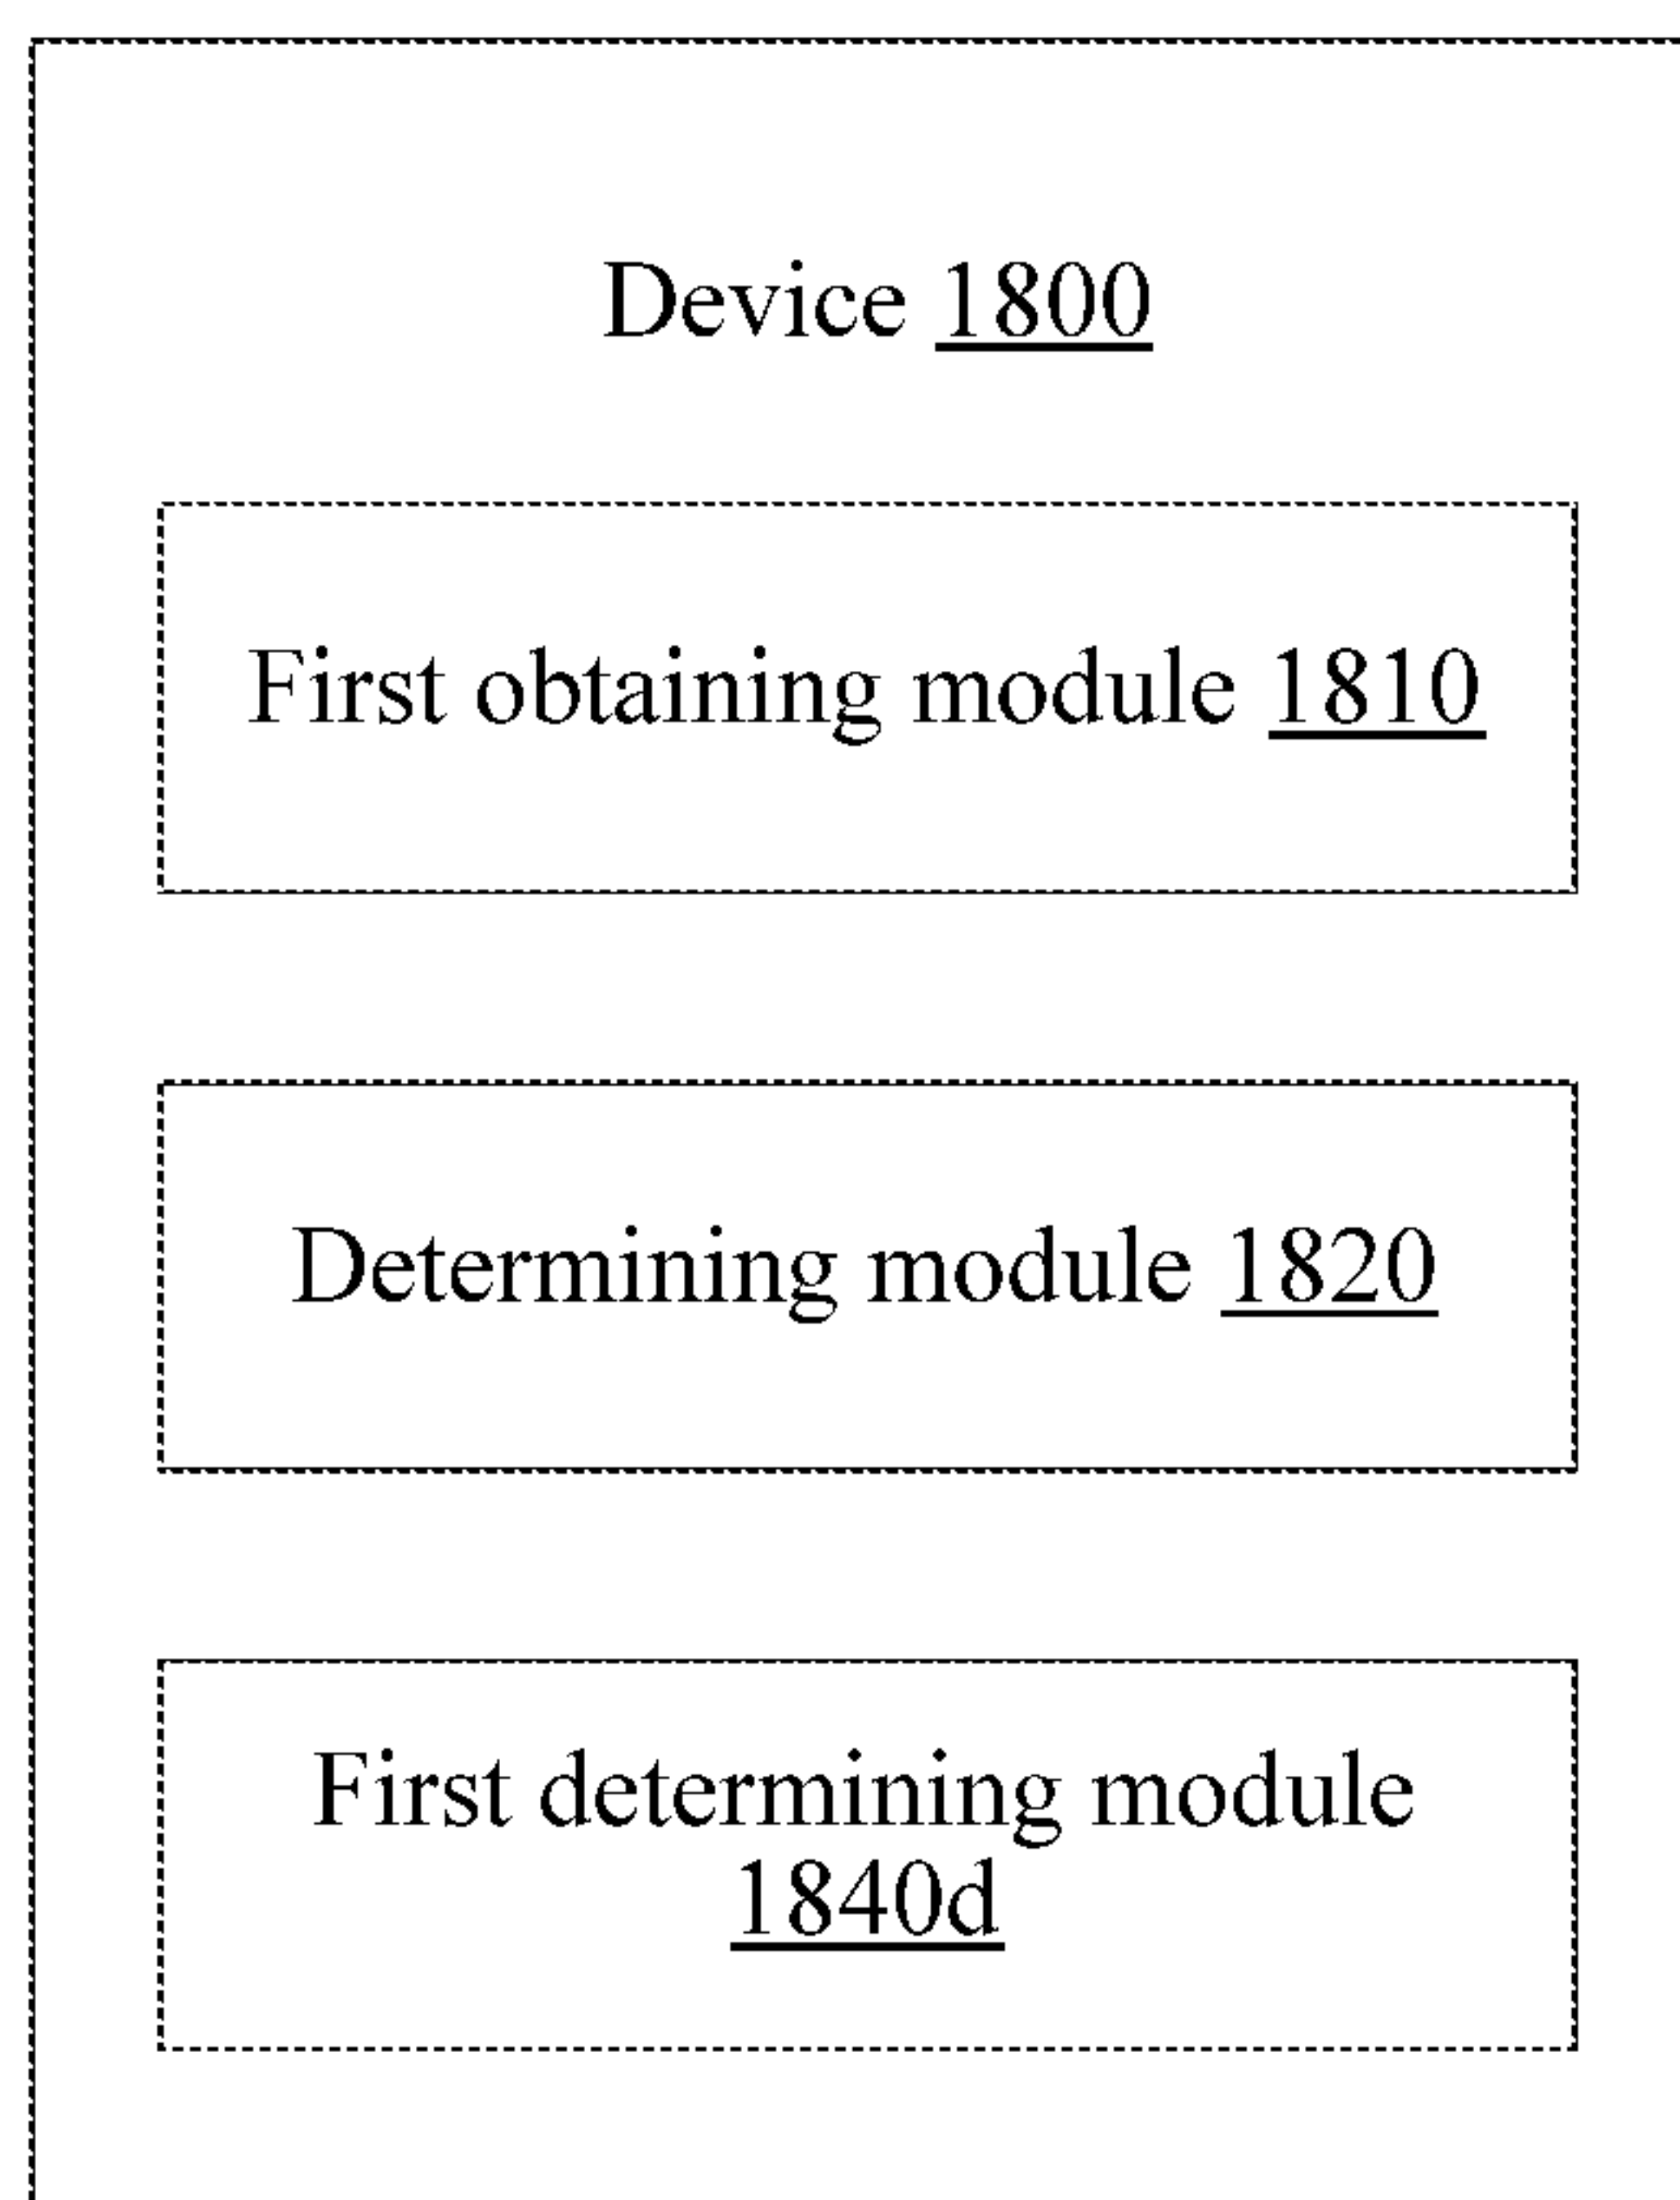 Device 1800
First obtaining module 1810
Determining module 1820
First determining module
1840d